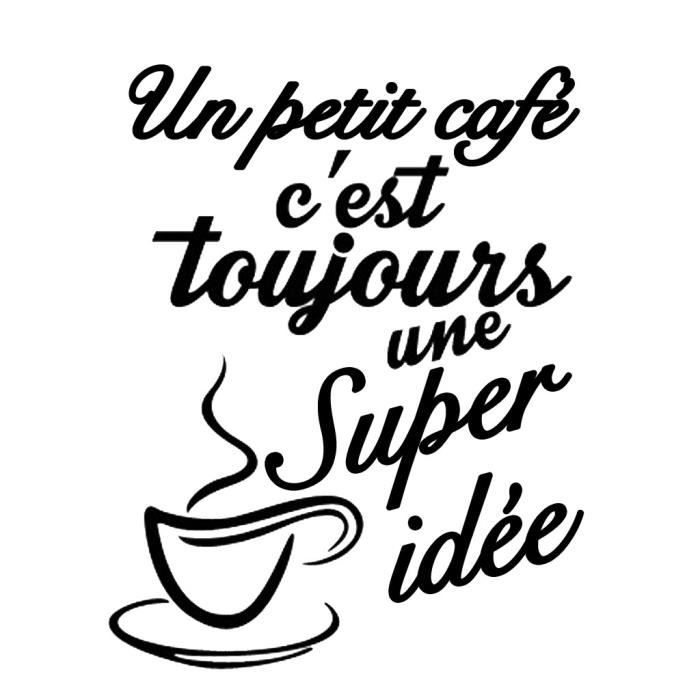 Un petit café
c'est
toujours
une
Super
idée